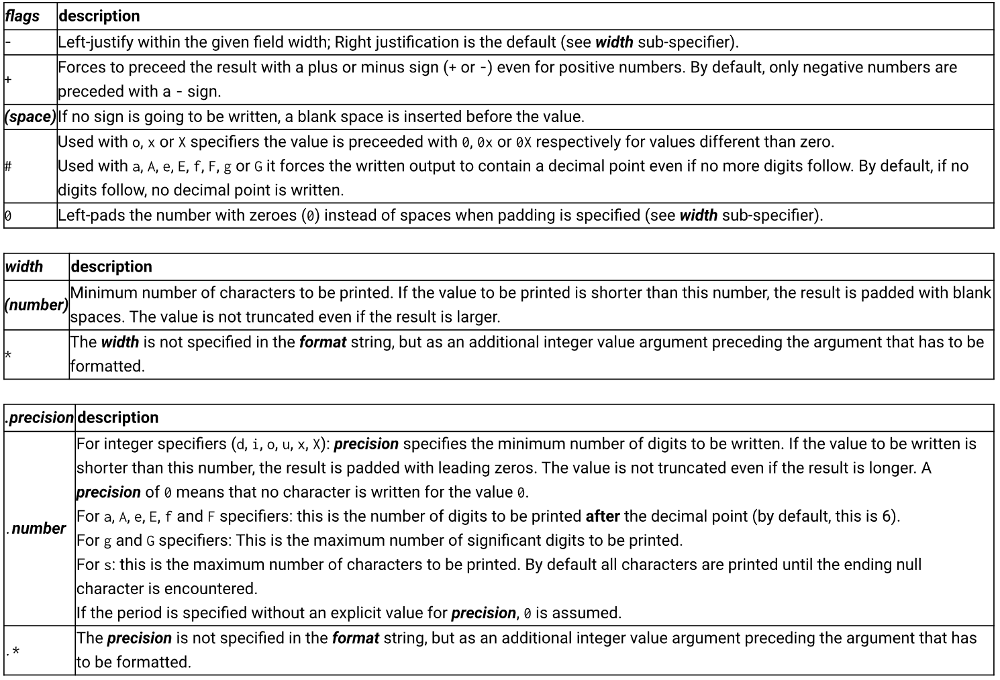 flags description
- Left-justify within the given field width; Right justification is the default (see width sub-specifier).
+ Forces to preceed the result with a plus or minus sign (+ or -) even for positive numbers. By default, only negative numbers are
preceded with a - sign.
(space) If no sign is going to be written, a blank space is inserted before the value.
Used with o, x or X specifiers the value is preceeded with 0, 0x or 0X respectively for values different than zero.
# Used with a, A, e, E, f, F, g or G it forces the written output to contain a decimal point even if no more digits follow. By default, if no
digits follow, no decimal point is written.
0 Left-pads the number with zeroes (0) instead of spaces when padding is specified (see width sub-specifier).
width description
(number) Minimum number of characters to be printed. If the value to be printed is shorter than this number, the result is padded with blank
spaces. The value is not truncated even if the result is larger.
* The width is not specified in the format string, but as an additional integer value argument preceding the argument that has to be
formatted.
.precision description
For integer specifiers (d, i, o, u, x, X): precision specifies the minimum number of digits to be written. If the value to be written is
shorter than this number, the result is padded with leading zeros. The value is not truncated even if the result is longer. A
precision of 0 means that no character is written for the value 0.
For a, A, e, E, f and F specifiers: this is the number of digits to be printed after the decimal point (by default, this is 6).
.number For g and G specifiers: This is the maximum number of significant digits to be printed.
For s: this is the maximum number of characters to be printed. By default all characters are printed until the ending null
character is encountered.
If the period is specified without an explicit value for precision, 0 is assumed.
.* The precision is not specified in the format string, but as an additional integer value argument preceding the argument that has
to be formatted.